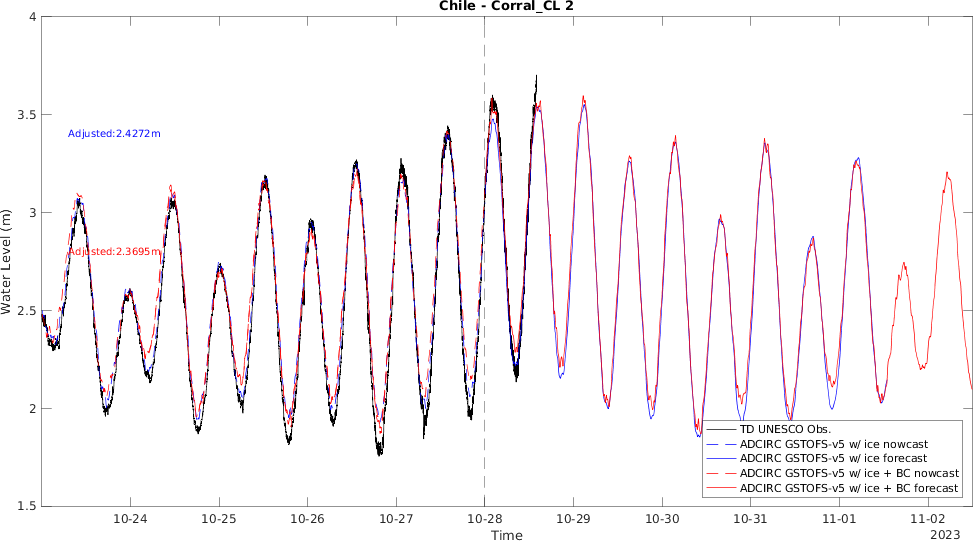 Chile - Corral_CL 2
4
3.5
3
2.5
2
1.5
Water Level (m)
Adjusted:2.4272m
Adjusted:2.3695m
TD UNESCO Obs.
ADCIRC GSTOFS-v5 w/ ice nowcast
ADCIRC GSTOFS-v5 w/ ice forecast
ADCIRC GSTOFS-v5 w/ ice + BC nowcast
ADCIRC GSTOFS-v5 w/ ice + BC forecast
10-24 10-25 10-26 10-27 10-28 10-29 10-30 10-31 11-01 11-02
Time
2023